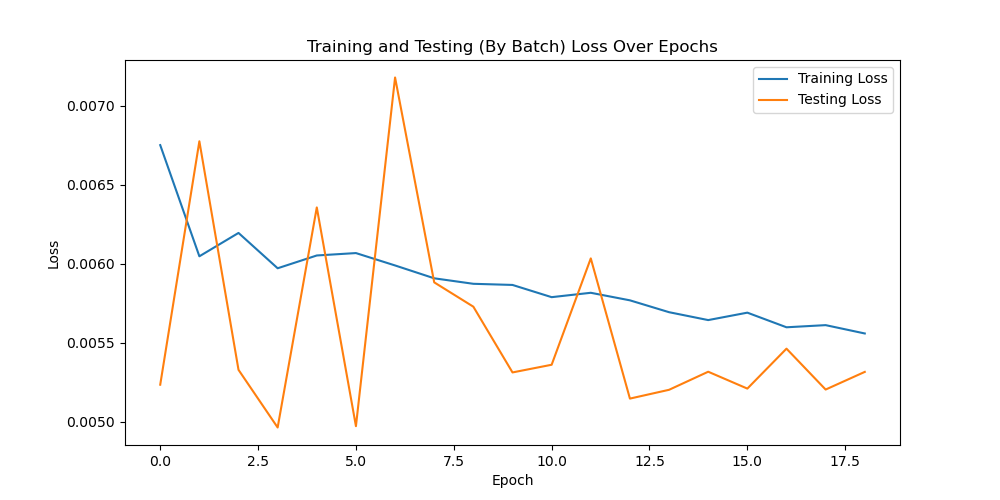 Training and Testing (By Batch) Loss Over Epochs
Training Loss
Testing Loss
0.0070
0.0065
0.0060
0.0055
0.0050
Loss
0.0 2.5 5.0 7.5 10.0 12.5 15.0 17.5
Epoch